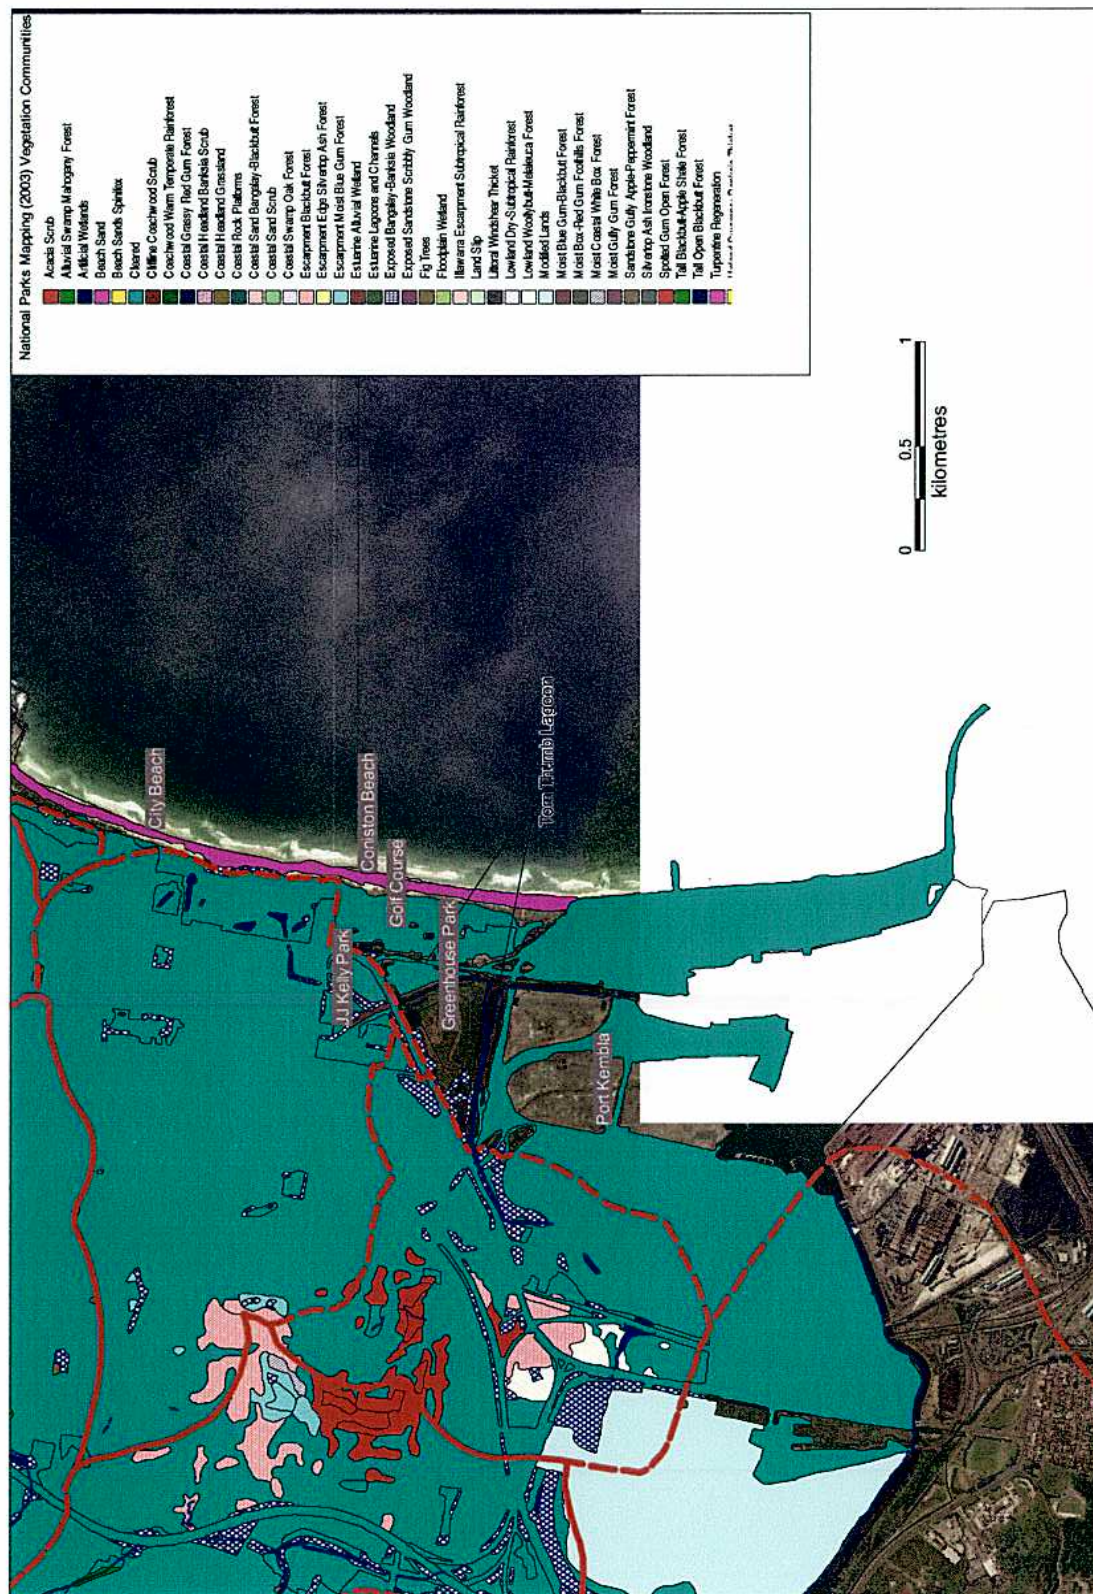 National Parks Mapping (2003) Vegetation Communities
Acacia Scrub
Alluvial Swamp Mahogany Forest
Artificial Wetlands
Beach Sand
Beach Sands Spinifex
Cleared
Cliffline Coachwood Scrub
Coachwood Warm Temperate Rainforest
Coastal Grassy Red Gum Forest
Coastal Headland Banksia Scrub
Coastal Headland Grassland
Coastal Rock Platforms
Coastal Sand Bangalay-Blackbutt Forest
Coastal Sand Scrub
Coastal Swamp Oak Forest
Escarpment Blackbutt Forest
Escarpment Edge Silvertop Ash Forest
Escarpment Moist Blue Gum Forest
Estuarine Alluvial Wetland
Estuarine Lagoons and Channels
Exposed Bangalay-Banksia Woodland
Exposed Sandstone Scribbly Gum Woodland
Fig Trees
Floodplain Wetland
Illawarra Escarpment Subtropical Rainforest
Land Slip
Littoral Windshear Thicket
Lowland Dry-Subtropical Rainforest
Lowland Woollybutt-Melaleuca Forest
Modified Lands
Moist Blue Gum-Blackbutt Forest
Moist Box-Red Gum Foothills Forest
Moist Coastal White Box Forest
Moist Gully Gum Forest
Sandstone Gully Apple-Peppermint Forest
Silvertop Ash Ironstone Woodland
Spotted Gum Open Forest
Tall Blackbutt-Apple Shale Forest
Tall Open Blackbutt Forest
Turpentine Regeneration
City Beach
Coniston Beach
Golf Course
JJ Kelly Park
Greenhouse Park
Tom Thumb Lagoon
Port Kembla
0 0.5 1
kilometres